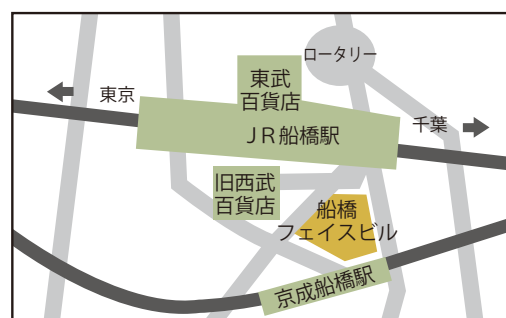 ロータリー
東京
東武
百貨店
千葉
JR船橋駅
旧西武
百貨店
船橋
フェイスビル
京成船橋駅